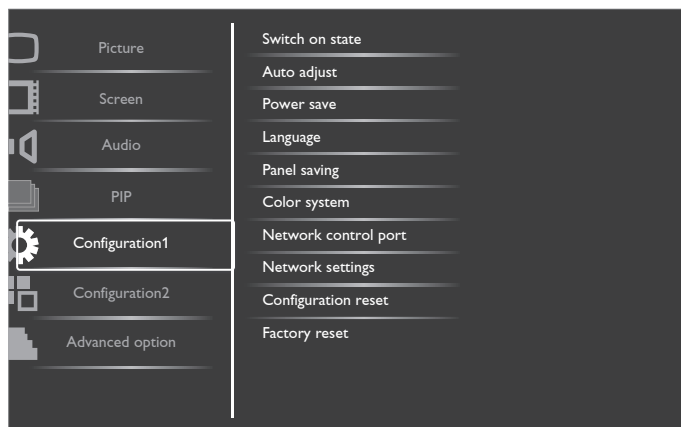 Picture
Screen
Audio
PIP
Configuration1
Configuration2
Advanced option
Switch on state
Auto adjust
Power save
Language
Panel saving
Color system
Network control port
Network settings
Configuration reset
Factory reset